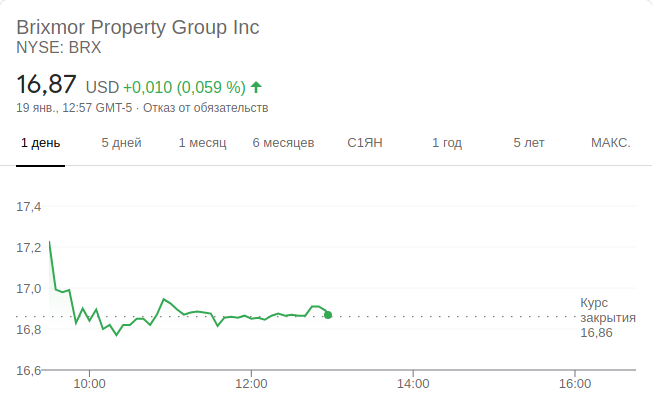 Brixmor Property Group Inc
NYSE: BRX
16,87 USD +0,010 (0,059 %)
19 янв., 12:57 GMT-5 · Отказ от обязательств
1 день 5 дней 1 месяц 6 месяцев С1ЯН 1 год 5 лет МАКС.
17,4
17,2
17,0
Курс
закрытия
16,86
16,8
16,6
10:00 12:00 14:00 16:00